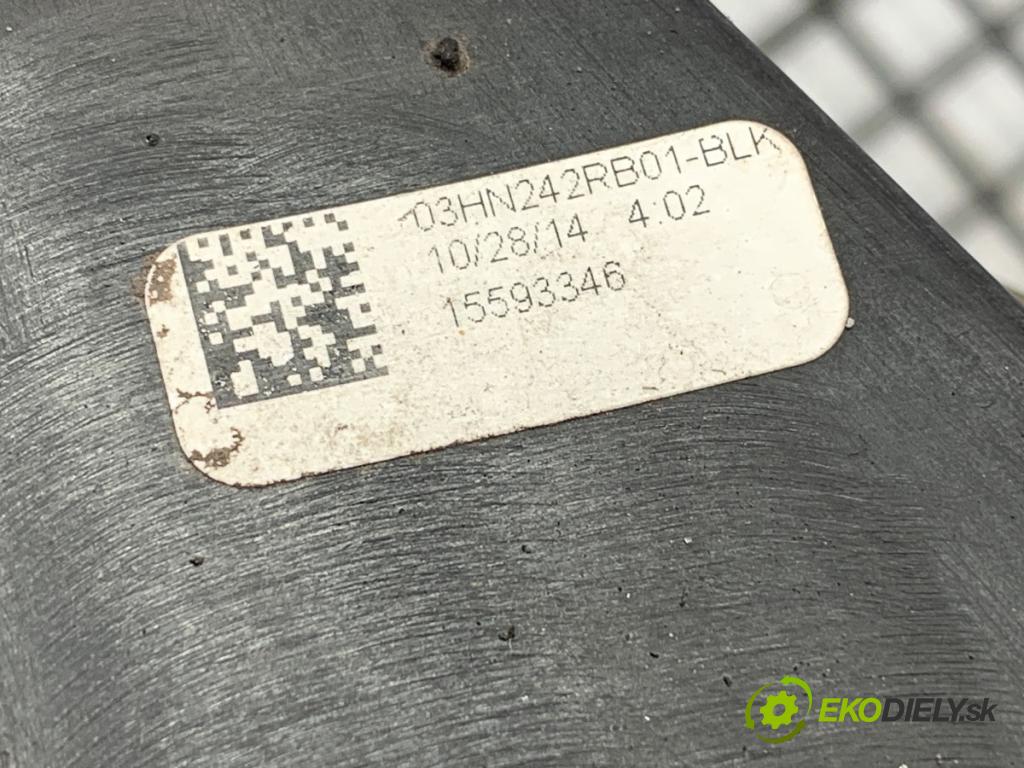 03HN242RB01-BLK
10/28/14 4:02
15593346
EKODIELY.sk